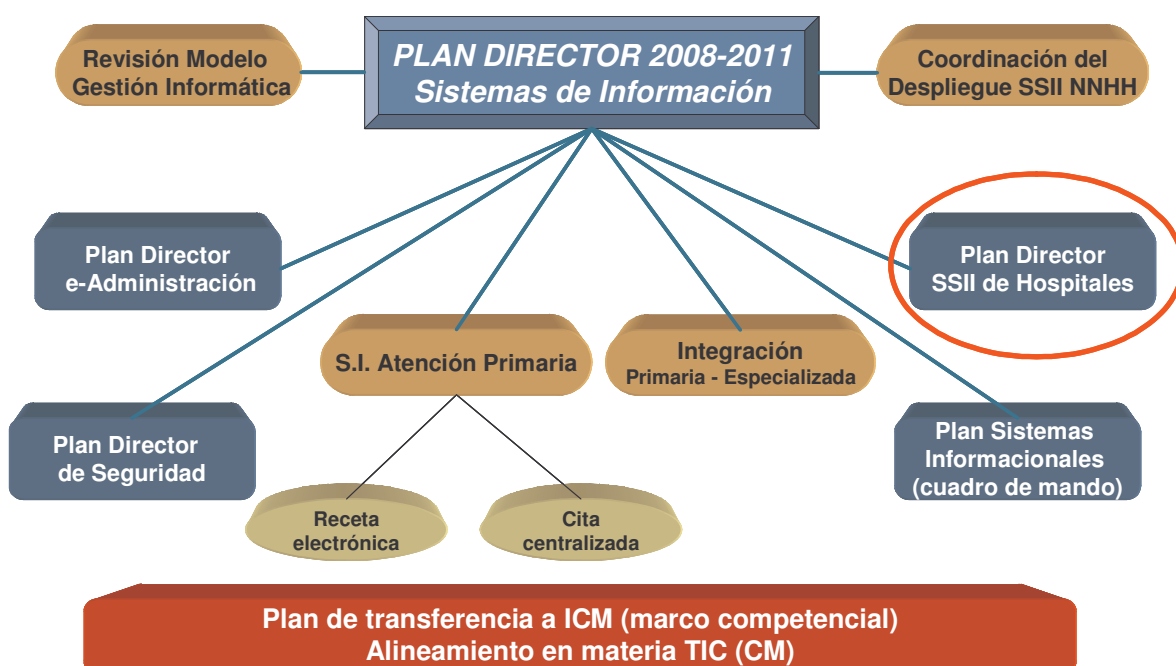 Revisión Modelo
Gestión Informática
PLAN DIRECTOR 2008-2011
Sistemas de Información
Coordinación del
Despliegue SSII NNHH
Plan Director
e-Administración
Plan Director
SSII de Hospitales
S.I. Atención Primaria
Integración
Primaria - Especializada
Plan Director
de Seguridad
Plan Sistemas
Informacionales
(cuadro de mando)
Receta
electrónica
Cita
centralizada
Plan de transferencia a ICM (marco competencial)
Alineamiento en materia TIC (CM)